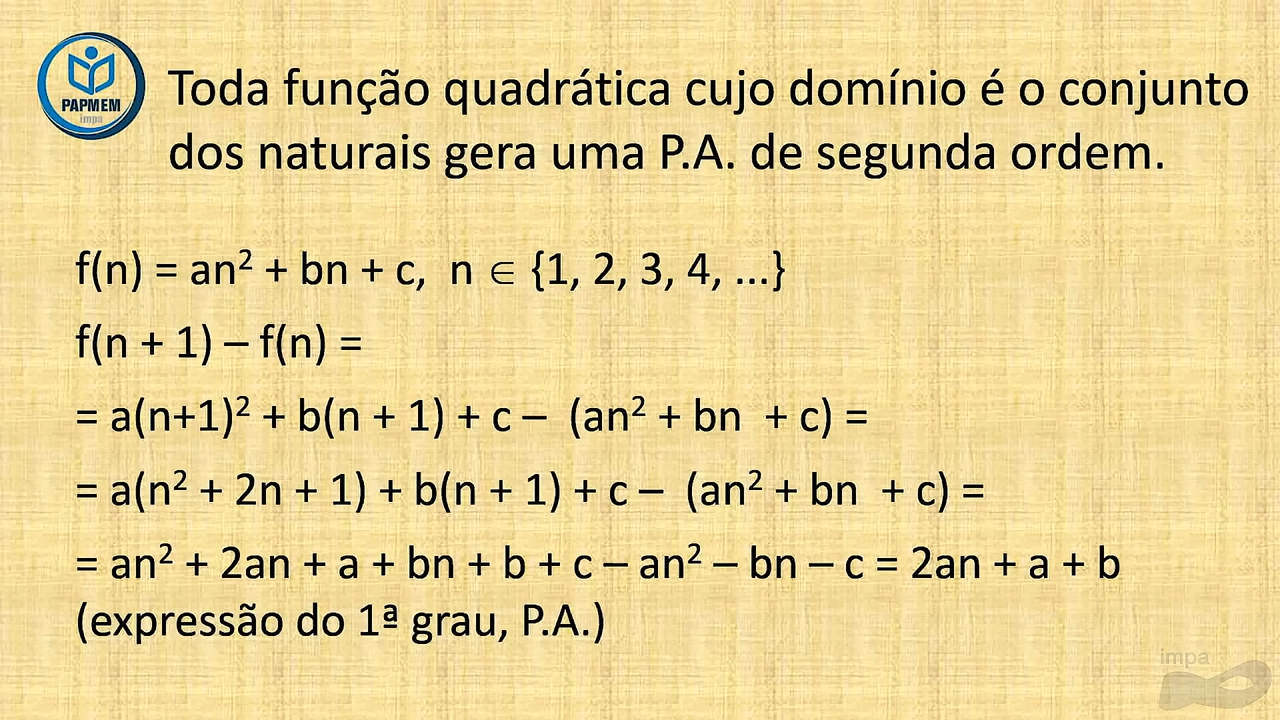 PAPMEM
impa
Toda função quadrática cujo domínio é o conjunto
dos naturais gera uma P.A. de segunda ordem.
f(n) = an² + bn + c, n ∈ {1, 2, 3, 4, ...}
f(n + 1) – f(n) =
= a(n+1)² + b(n + 1) + c – (an² + bn + c) =
= a(n² + 2n + 1) + b(n + 1) + c – (an² + bn + c) =
= an² + 2an + a + bn + b + c – an² – bn – c = 2an + a + b
(expressão do 1ª grau, P.A.)
impa